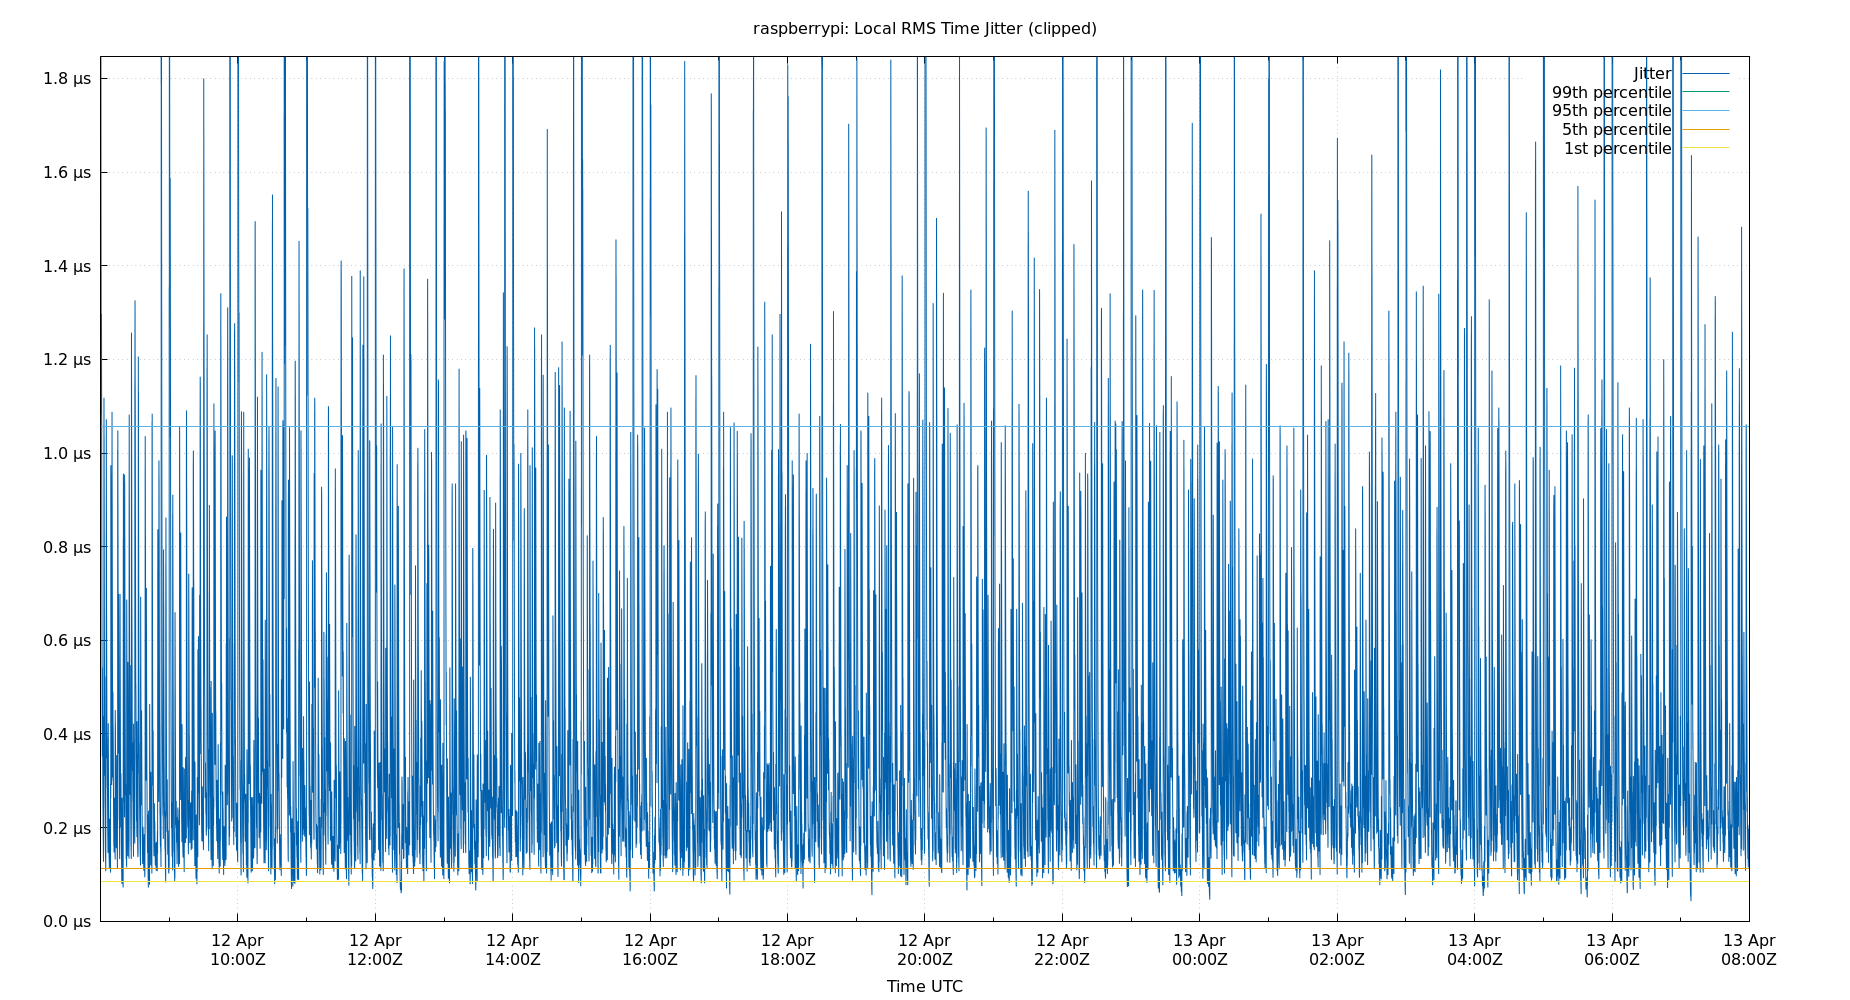 raspberrypi: Local RMS Time Jitter (clipped)
1.8 μs
1.6 μs
1.4 μs
1.2 μs
1.0 μs
0.8 μs
0.6 μs
0.4 μs
0.2 μs
0.0 μs
Jitter
99th percentile
95th percentile
5th percentile
1st percentile
12 Apr 12 Apr 12 Apr 12 Apr 12 Apr 12 Apr 12 Apr 13 Apr 13 Apr 13 Apr 13 Apr 13 Apr
10:00Z 12:00Z 14:00Z 16:00Z 18:00Z 20:00Z 22:00Z 00:00Z 02:00Z 04:00Z 06:00Z 08:00Z
Time UTC